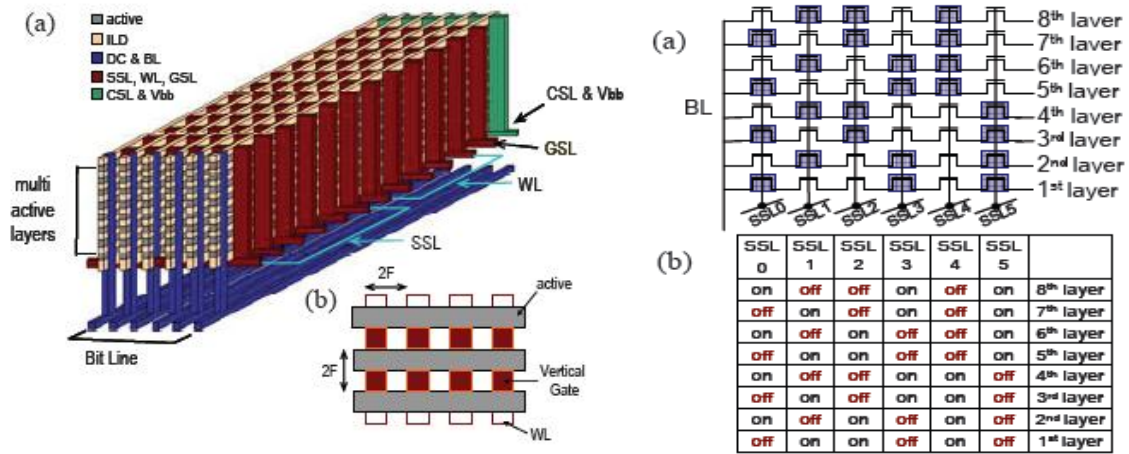 (a)
active
ILD
DC & BL
SSL, WL, GSL
CSL & Vbb
CSL & Vbb
GSL
WL
SSL
multi
active
layers
Bit Line
(b)
2F
active
2F
Vertical
Gate
WL
(a)
BL
8th layer
7th layer
6th layer
5th layer
4th layer
3rd layer
2nd layer
1st layer
SSL0 SSL1 SSL2 SSL3 SSL4 SSL5
(b)
SSL 0 SSL 1 SSL 2 SSL 3 SSL 4 SSL 5
on off off on off on 8th layer
off on off on off on 7th layer
on off on off off on 6th layer
off on on off off on 5th layer
on off off on on off 4th layer
off on off on on off 3rd layer
on off on off on off 2nd layer
off on on off on off 1st layer